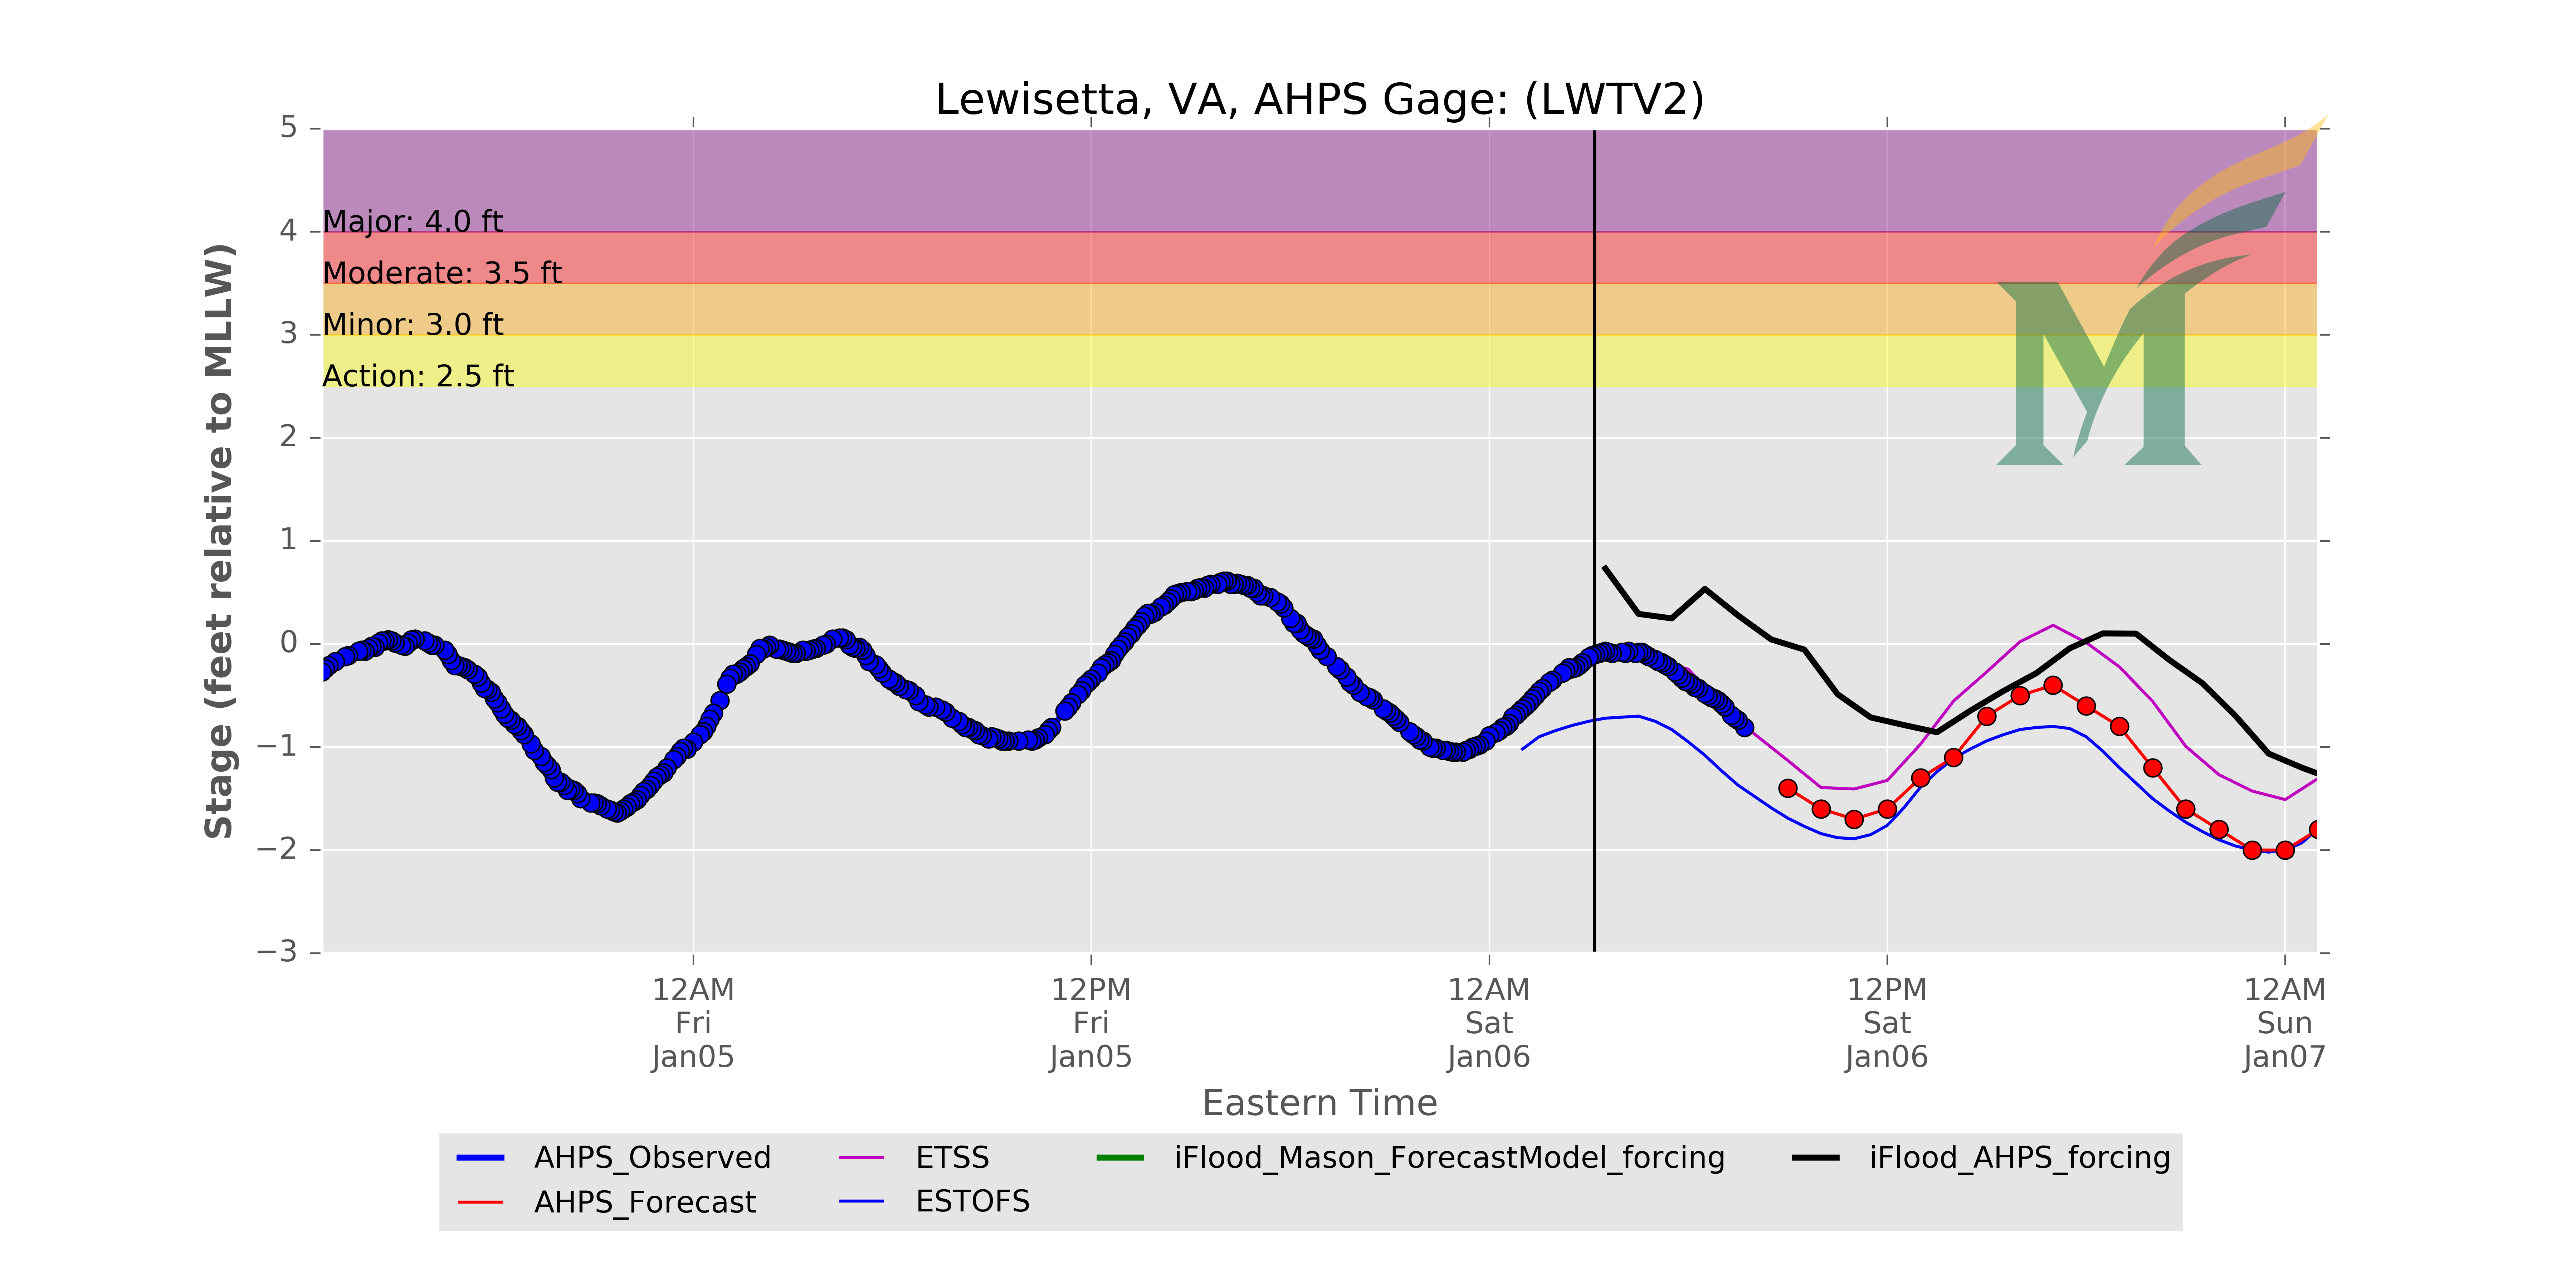 Lewisetta, VA, AHPS Gage: (LWTV2)
Stage (feet relative to MLLW)
5
4
3
2
1
0
−1
−2
−3
Major: 4.0 ft
Moderate: 3.5 ft
Minor: 3.0 ft
Action: 2.5 ft
M
12AM
Fri
Jan05
12PM
Fri
Jan05
12AM
Sat
Jan06
12PM
Sat
Jan06
12AM
Sun
Jan07
Eastern Time
AHPS_Observed
AHPS_Forecast
ETSS
ESTOFS
iFlood_Mason_ForecastModel_forcing
iFlood_AHPS_forcing